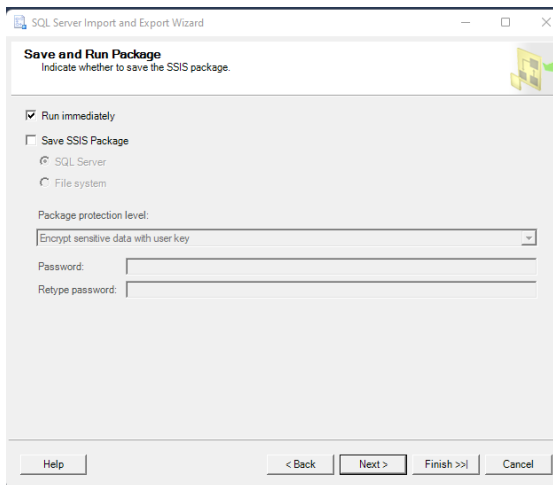 SQL Server Import and Export Wizard
Save and Run Package
Indicate whether to save the SSIS package.
Run immediately
Save SSIS Package
SQL Server
File system
Package protection level:
Encrypt sensitive data with user key
Password:
Retype password:
Help
< Back
Next >
Finish >>|
Cancel